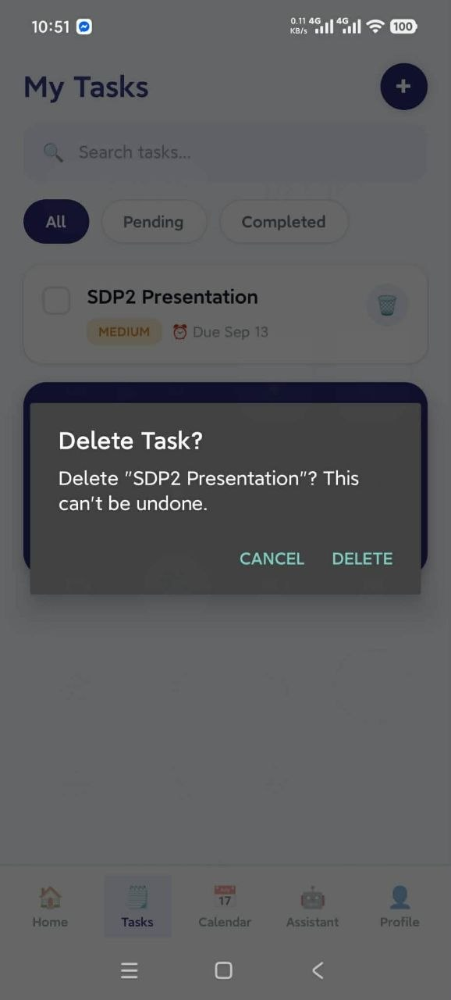 10:51
0.11 KB/s 4G 4G 100
My Tasks
+
Search tasks...
All Pending Completed
SDP2 Presentation
MEDIUM ⏰ Due Sep 13
Delete Task?
Delete "SDP2 Presentation"? This
can't be undone.
CANCEL DELETE
17
Home Tasks Calendar Assistant Profile